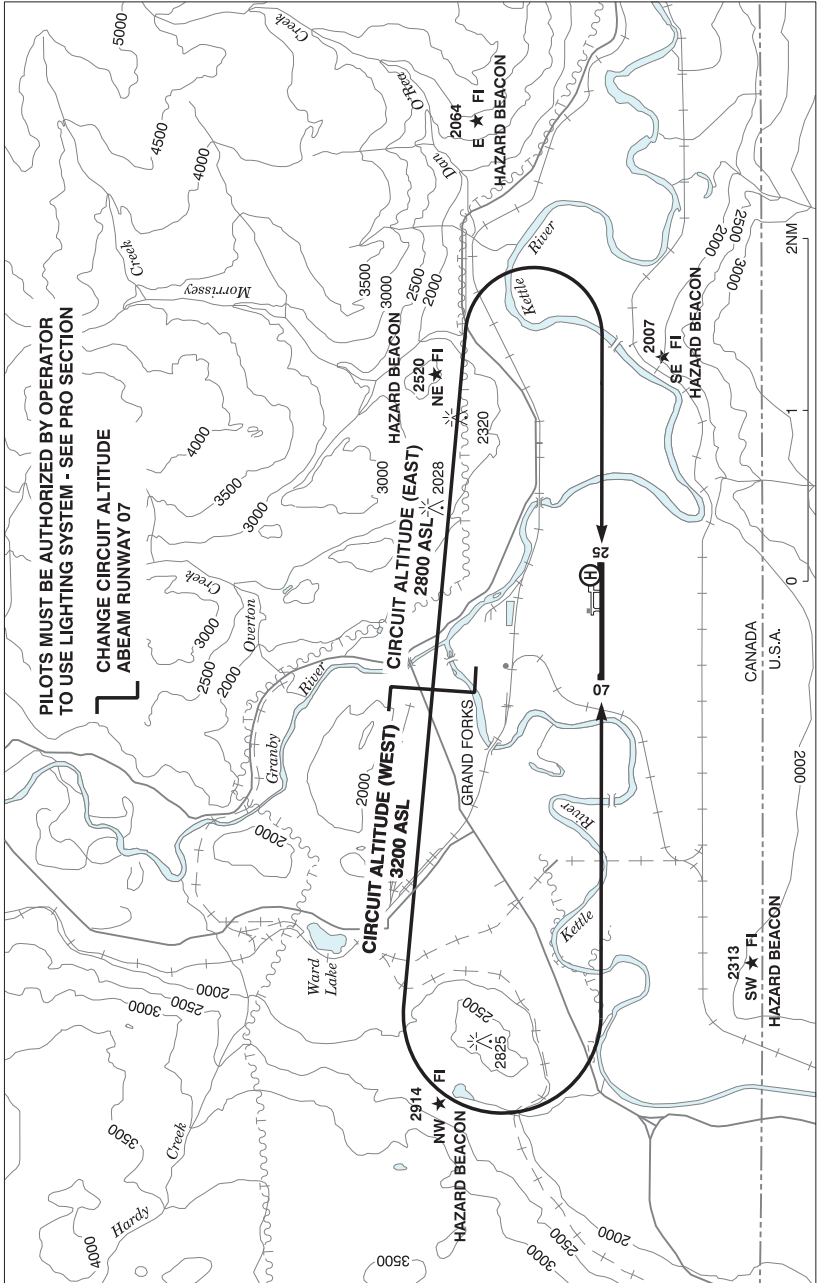 PILOTS MUST BE AUTHORIZED BY OPERATOR
TO USE LIGHTING SYSTEM - SEE PRO SECTION
CHANGE CIRCUIT ALTITUDE
ABEAM RUNWAY 07
5000
4500
4000
Creek
Morrissey
Creek
O'Rea
Dan
2064
E FI
HAZARD BEACON
3500
3000
2500
2000
HAZARD BEACON
2520
NE FI
2320
2028
4000
3500
3000
3000
CIRCUIT ALTITUDE (EAST)
2800 ASL
Creek
Overton
3000
2500
2000
River
Granby
2000
2000
CIRCUIT ALTITUDE (WEST)
3200 ASL
GRAND FORKS
Ward
Lake
2000
2500
3000
3500
Creek
Hardy
4000
3500
2914
NW FI
HAZARD BEACON
2500
2825
3000
2500
2000
Kettle
River
Kettle
River
07
25
H
2007
SE FI
HAZARD BEACON
2000
2500
3000
2313
SW FI
HAZARD BEACON
CANADA
U.S.A.
2000
0
1
2NM